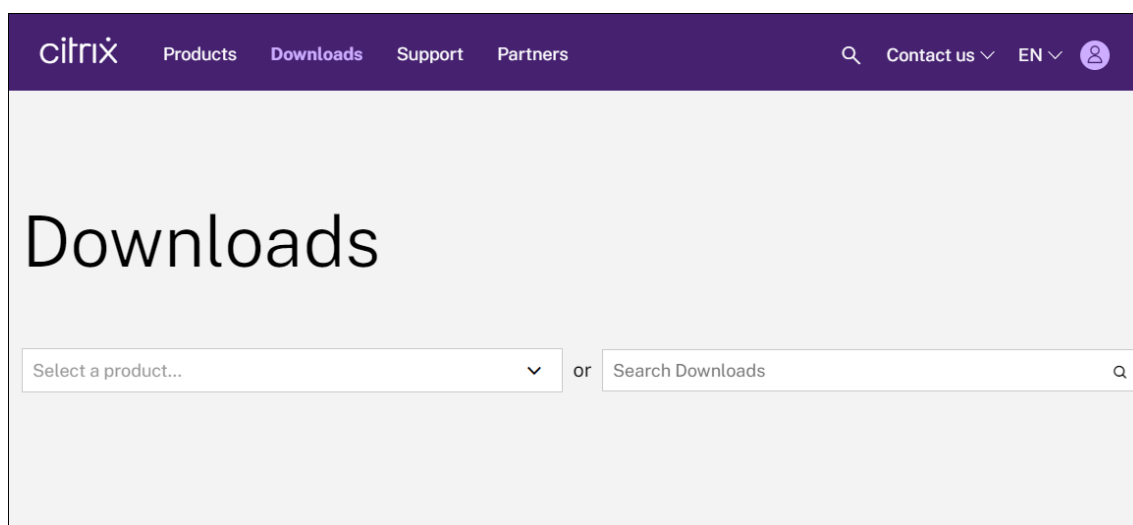 citrix Products Downloads Support Partners Contact us EN
Downloads
Select a product... or Search Downloads